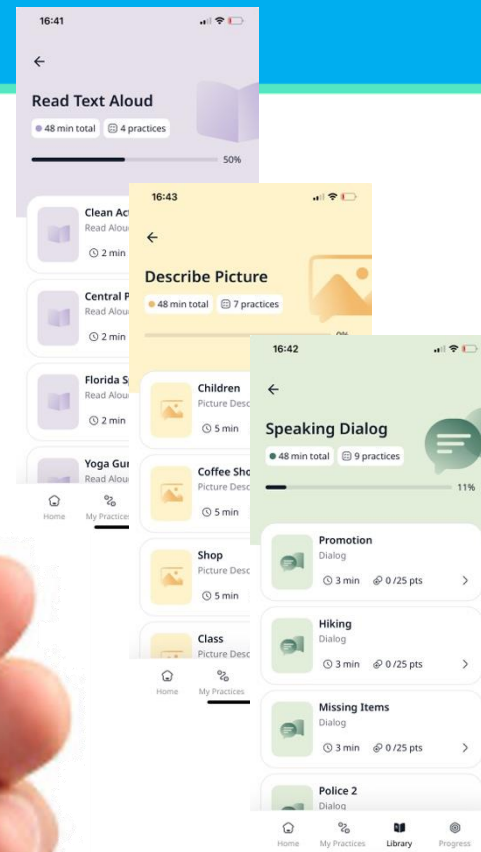 16:41
Read Text Aloud
48 min total 4 practices
50%
Clean Ac
Read Alou
2 min
Central P
Read Alou
2 min
Florida S
Read Alou
2 min
Yoga Gu
Read Alou
Home My Practices
16:43
Describe Picture
48 min total 7 practices
0%
Children
Picture Desc
5 min
Coffee Sho
Picture Desc
5 min
Shop
Picture Desc
5 min
Class
Picture Desc
Home My Practices
16:42
Speaking Dialog
48 min total 9 practices
11%
Promotion
Dialog
3 min 0 /25 pts
Hiking
Dialog
3 min 0 /25 pts
Missing Items
Dialog
3 min 0 /25 pts
Police 2
Dialog
Home My Practices Library Progress